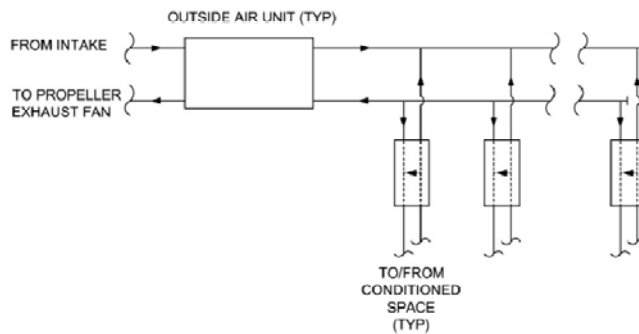 OUTSIDE AIR UNIT (TYP)
FROM INTAKE
TO PROPELLER
EXHAUST FAN
TO/FROM
CONDITIONED
SPACE
(TYP)